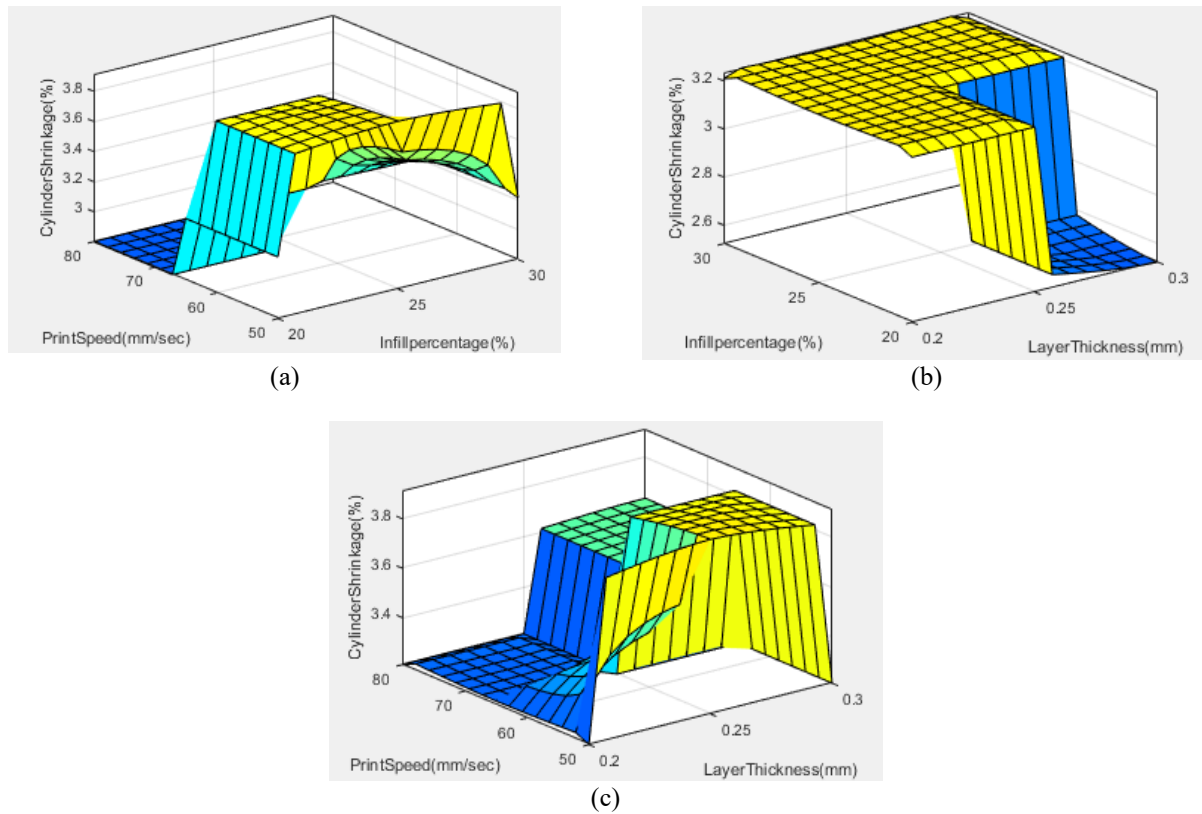 CylinderShrinkage(%)
3.8
3.6
3.4
3.2
3
80
70
60
50
PrintSpeed(mm/sec)
20
25
30
Infillpercentage(%)
(a)
CylinderShrinkage(%)
3.2
3
2.8
2.6
30
25
20
Infillpercentage(%)
0.2
0.25
0.3
LayerThickness(mm)
(b)
CylinderShrinkage(%)
3.8
3.6
3.4
80
70
60
50
PrintSpeed(mm/sec)
0.2
0.25
0.3
LayerThickness(mm)
(c)